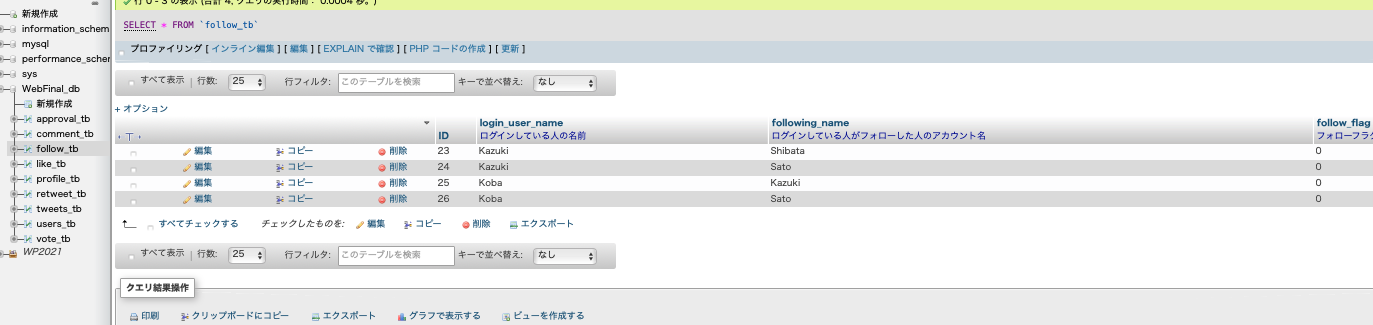 新規作成
information_schem
mysql
performance_schem
sys
WebFinal_db
新規作成
approval_tb
comment_tb
follow_tb
like_tb
profile_tb
retweet_tb
tweets_tb
users_tb
vote_tb
WP2021
行 0 - 3 の表示 (合計 4, クエリの実行時間: 0.0004 秒。)
SELECT * FROM `follow_tb`
プロファイリング [ インライン編集 ] [ 編集 ] [ EXPLAIN で確認 ] [ PHP コードの作成 ] [ 更新 ]
すべて表示 行数: 25 行フィルタ: このテーブルを検索 キーで並べ替え: なし
+ オプション
ID login_user_name following_name follow_flag
ログインしている人の名前 ログインしている人がフォローした人のアカウント名 フォローフラグ
編集 コピー 削除 23 Kazuki Shibata 0
編集 コピー 削除 24 Kazuki Sato 0
編集 コピー 削除 25 Koba Kazuki 0
編集 コピー 削除 26 Koba Sato 0
すべてチェックする チェックしたものを: 編集 コピー 削除 エクスポート
すべて表示 行数: 25 行フィルタ: このテーブルを検索 キーで並べ替え: なし
クエリ結果操作
印刷 クリップボードにコピー エクスポート グラフで表示する ビューを作成する